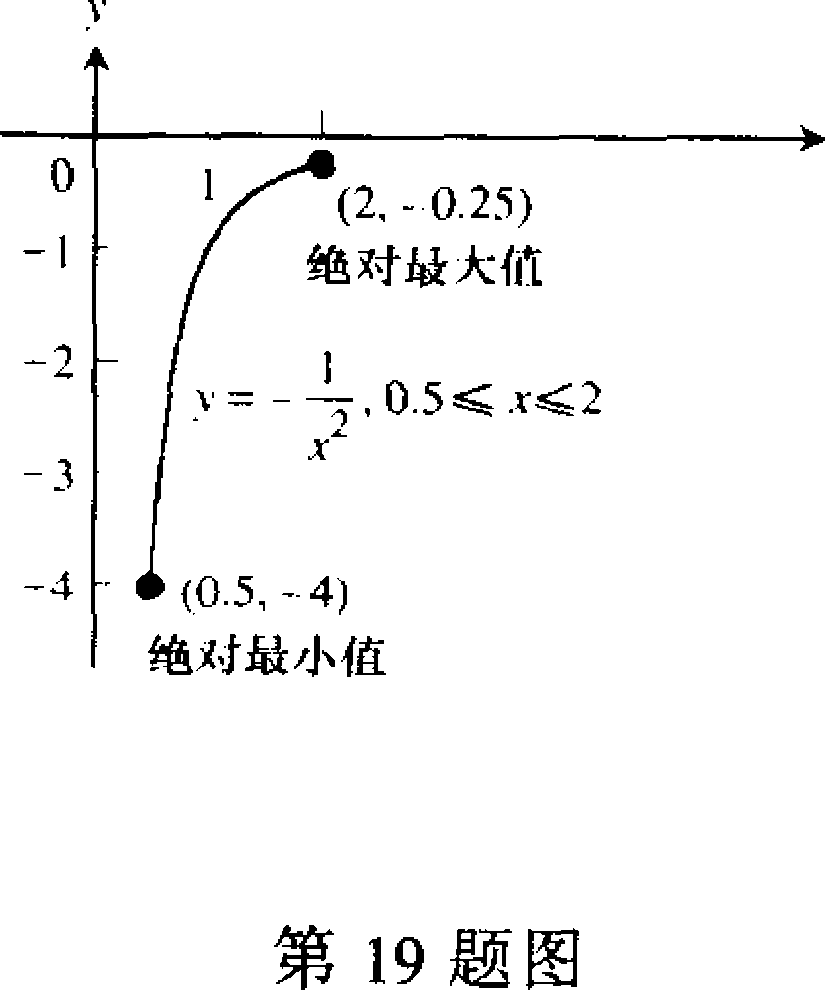 y
0
1
(2, -0.25)
绝对最大值
-1
-2
y = - 1/x², 0.5 ≤ x ≤ 2
-3
-4
(0.5, -4)
绝对最小值
第 19 题图